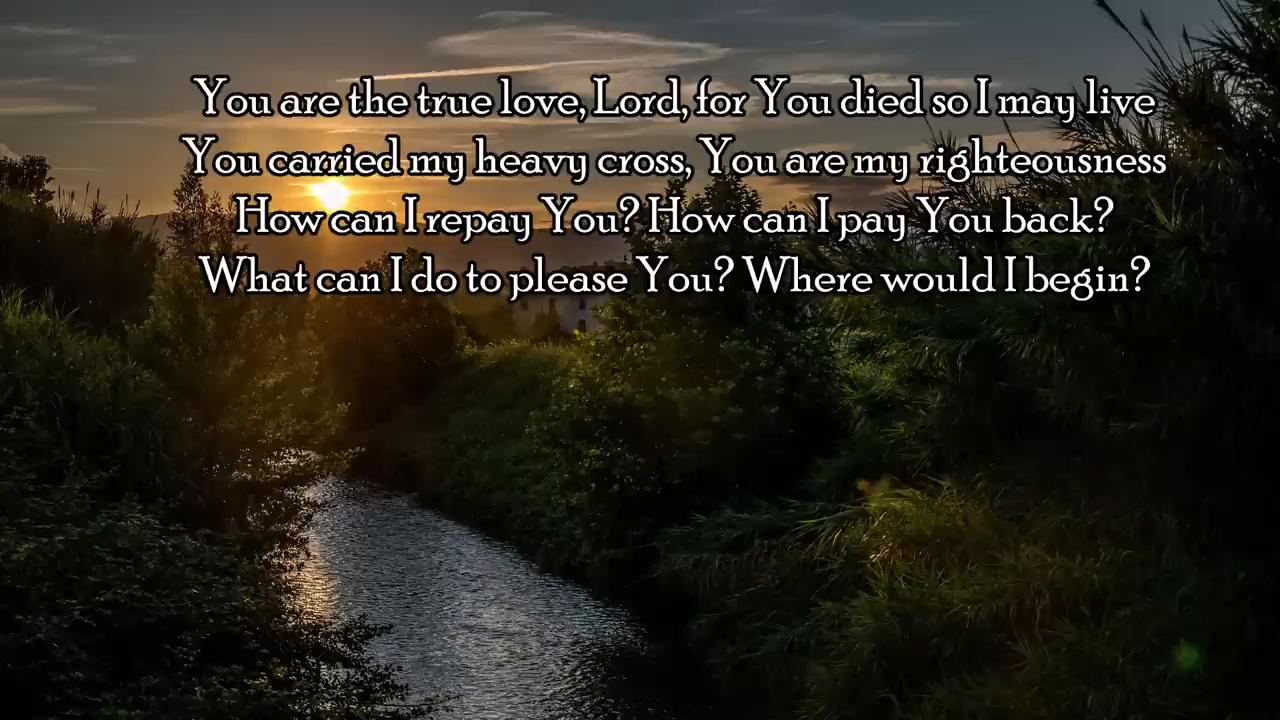 You are the true love, Lord, for You died so I may live
You carried my heavy cross, You are my righteousness
How can I repay You? How can I pay You back?
What can I do to please You? Where would I begin?